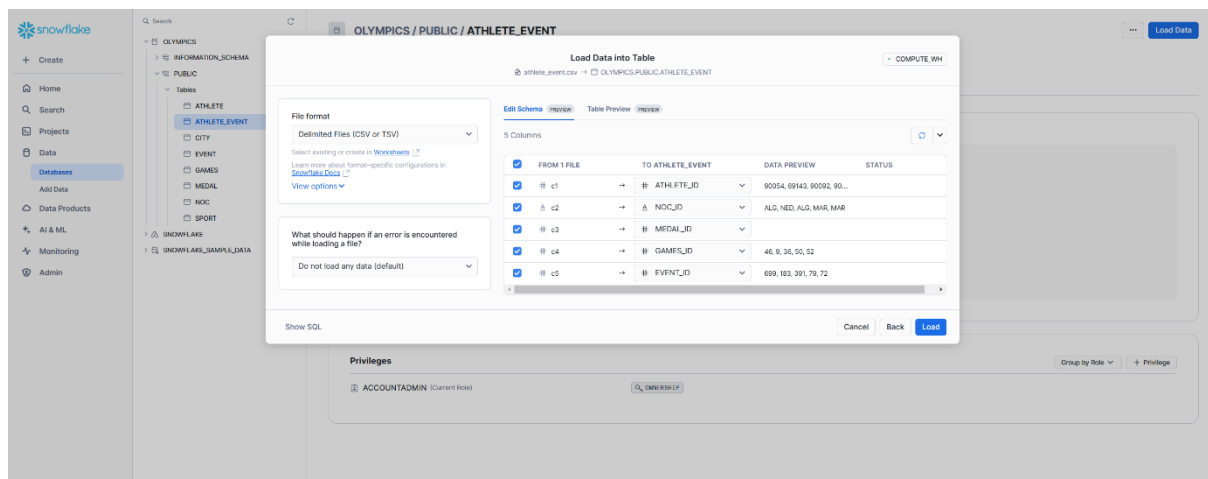 snowflake
Create
Home
Search
Projects
Data
Databases
Add Data
Data Products
AI & ML
Monitoring
Admin
Search
OLYMPICS
INFORMATION_SCHEMA
PUBLIC
Tables
ATHLETE
ATHLETE_EVENT
CITY
EVENT
GAMES
MEDAL
NOC
SPORT
SNOWFLAKE
SNOWFLAKE_SAMPLE_DATA
OLYMPICS / PUBLIC / ATHLETE_EVENT
... Load Data
Load Data into Table
athlete_event.csv → OLYMPICS.PUBLIC.ATHLETE_EVENT
COMPUTE_WH
File format
Delimited Files (CSV or TSV)
Select existing or create in Worksheets
Learn more about format-specific configurations in
Snowflake Docs
View options
What should happen if an error is encountered
while loading a file?
Do not load any data (default)
Edit Schema PREVIEW Table Preview PREVIEW
5 Columns
FROM 1 FILE TO ATHLETE_EVENT DATA PREVIEW STATUS
# c1 → # ATHLETE_ID 90054, 69143, 90092, 90...
A c2 → A NOC_ID ALG, NED, ALG, MAR, MAR
# c3 → # MEDAL_ID
# c4 → # GAMES_ID 46, 9, 36, 50, 52
# c5 → # EVENT_ID 699, 183, 391, 79, 72
Show SQL
Cancel Back Load
Privileges
Group by Role + Privilege
ACCOUNTADMIN (Current Role) OWNERSHIP